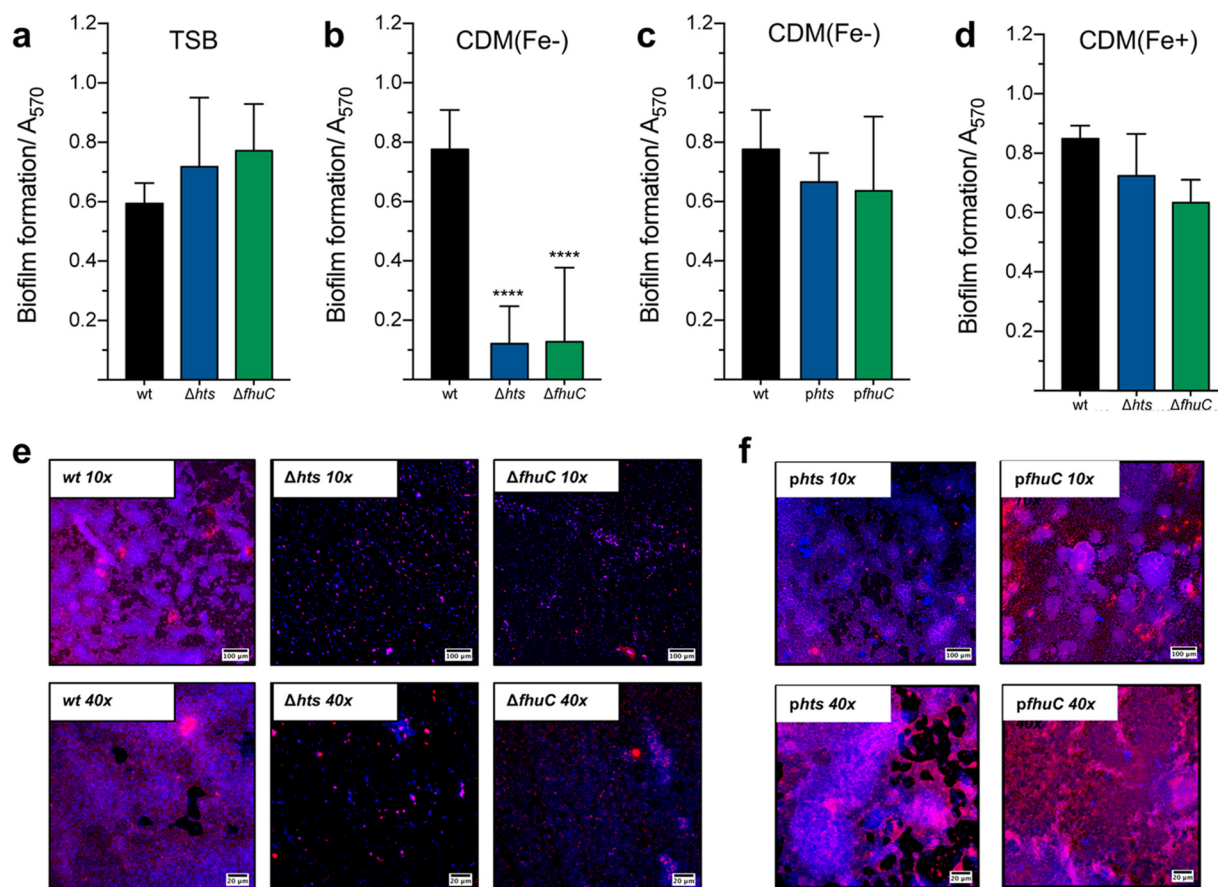 a
TSB
Biofilm formation/ A570
1.2
1.0
0.8
0.6
0.4
0.2
wt
Δhts
ΔfhuC
b
CDM(Fe-)
Biofilm formation/ A570
1.2
1.0
0.8
0.6
0.4
0.2
****
****
wt
Δhts
ΔfhuC
c
CDM(Fe-)
Biofilm formation/ A570
1.2
1.0
0.8
0.6
0.4
0.2
wt
phts
pfhuC
d
CDM(Fe+)
Biofilm formation/ A570
1.2
1.0
0.8
0.6
0.4
0.2
wt
Δhts
ΔfhuC
e
wt 10x
100 µm
Δhts 10x
100 µm
ΔfhuC 10x
100 µm
wt 40x
20 µm
Δhts 40x
20 µm
ΔfhuC 40x
20 µm
f
phts 10x
100 µm
pfhuC 10x
100 µm
phts 40x
20 µm
pfhuC 40x
40x
20 µm